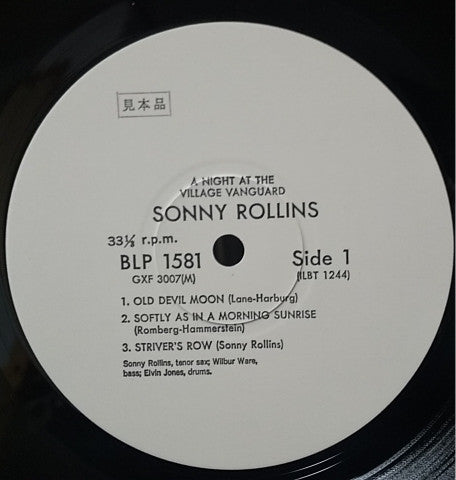 見本品
A NIGHT AT THE
VILLAGE VANGUARD
SONNY ROLLINS
33⅓ r.p.m.
BLP 1581 Side 1
GXF 3007(M) (ILBT 1244)
1. OLD DEVIL MOON (Lane-Harburg)
2. SOFTLY AS IN A MORNING SUNRISE
(Romberg-Hammerstein)
3. STRIVER'S ROW (Sonny Rollins)
Sonny Rollins, tenor sax; Wilbur Ware,
bass; Elvin Jones, drums.